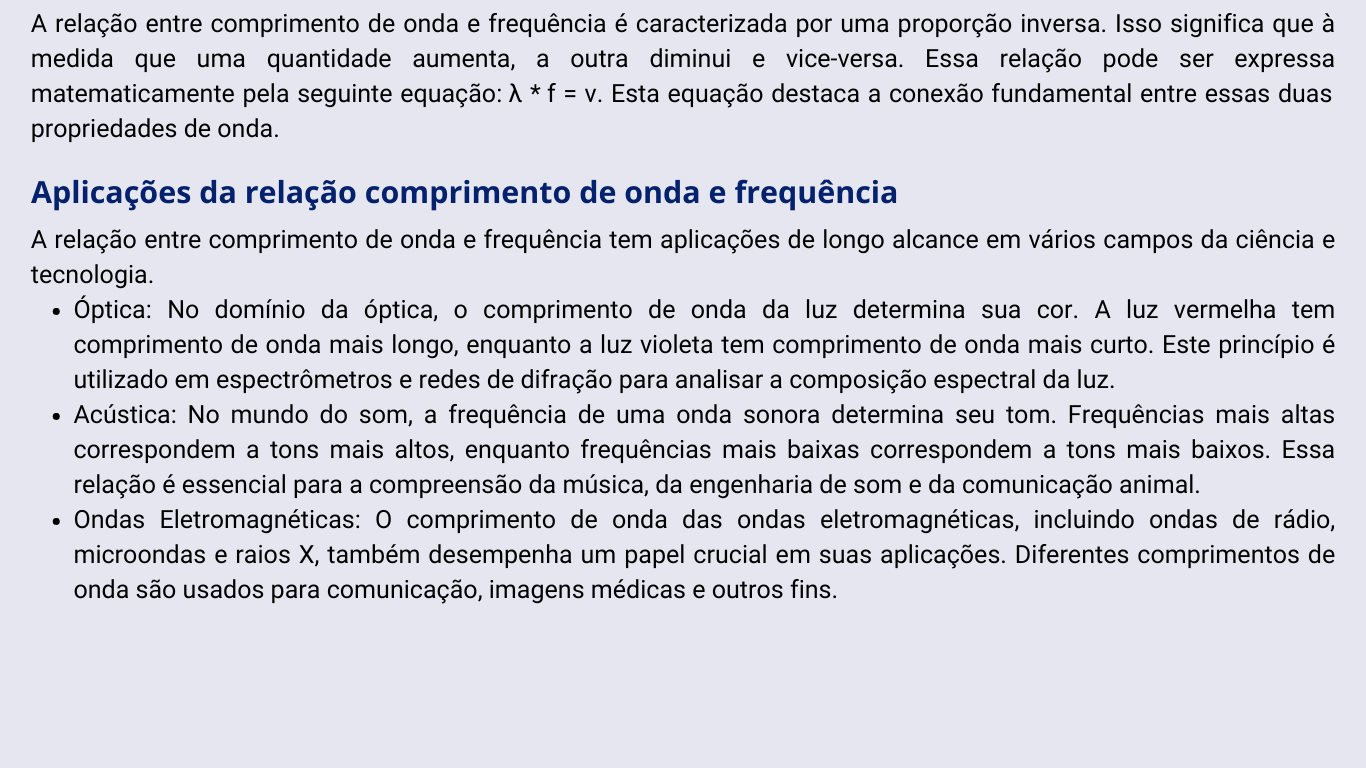 A relação entre comprimento de onda e frequência é caracterizada por uma proporção inversa. Isso significa que à
medida que uma quantidade aumenta, a outra diminui e vice-versa. Essa relação pode ser expressa
matematicamente pela seguinte equação: λ * f = v. Esta equação destaca a conexão fundamental entre essas duas
propriedades de onda.
Aplicações da relação comprimento de onda e frequência
A relação entre comprimento de onda e frequência tem aplicações de longo alcance em vários campos da ciência e
tecnologia.
• Óptica: No domínio da óptica, o comprimento de onda da luz determina sua cor. A luz vermelha tem
comprimento de onda mais longo, enquanto a luz violeta tem comprimento de onda mais curto. Este princípio é
utilizado em espectrômetros e redes de difração para analisar a composição espectral da luz.
• Acústica: No mundo do som, a frequência de uma onda sonora determina seu tom. Frequências mais altas
correspondem a tons mais altos, enquanto frequências mais baixas correspondem a tons mais baixos. Essa
relação é essencial para a compreensão da música, da engenharia de som e da comunicação animal.
• Ondas Eletromagnéticas: O comprimento de onda das ondas eletromagnéticas, incluindo ondas de rádio,
microondas e raios X, também desempenha um papel crucial em suas aplicações. Diferentes comprimentos de
onda são usados para comunicação, imagens médicas e outros fins.